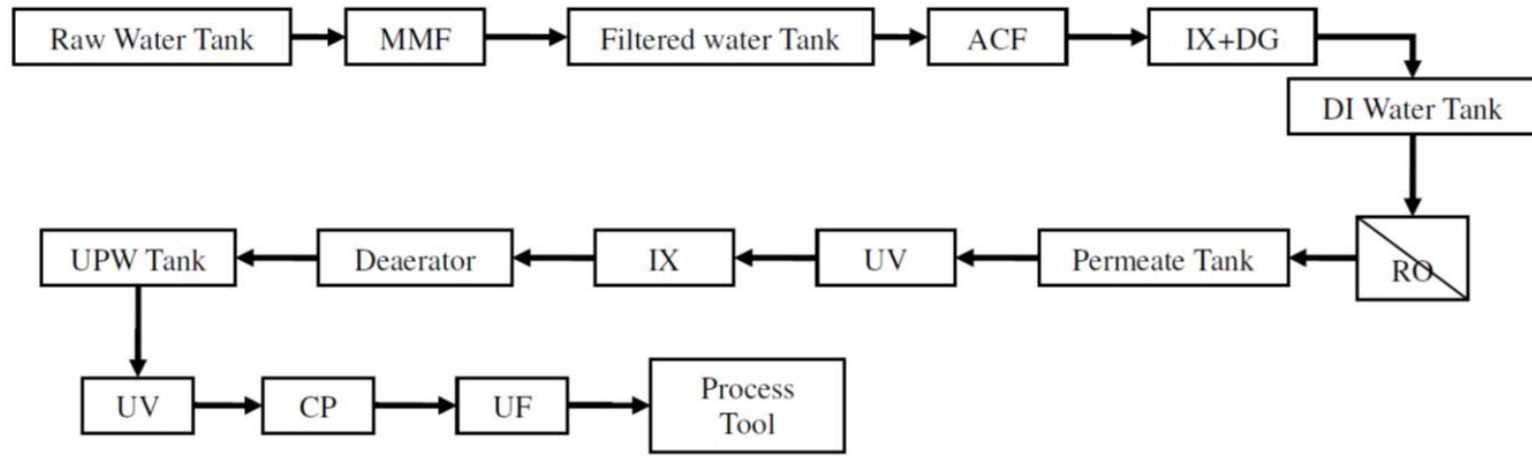 Raw Water Tank
MMF
Filtered water Tank
ACF
IX+DG
DI Water Tank
RO
Permeate Tank
UV
IX
Deaerator
UPW Tank
UV
CP
UF
Process
Tool